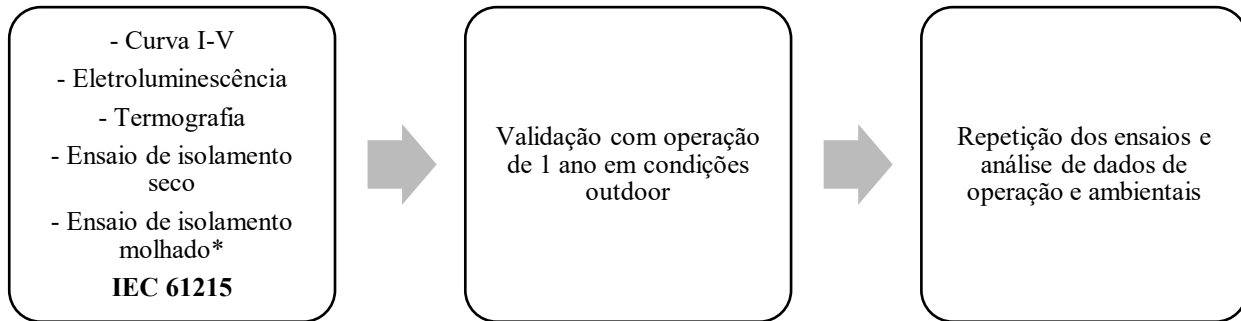 - Curva I-V
- Eletroluminescência
- Termografia
- Ensaio de isolamento
seco
- Ensaio de isolamento
molhado*
IEC 61215
Validação com operação
de 1 ano em condições
outdoor
Repetição dos ensaios e
análise de dados de
operação e ambientais